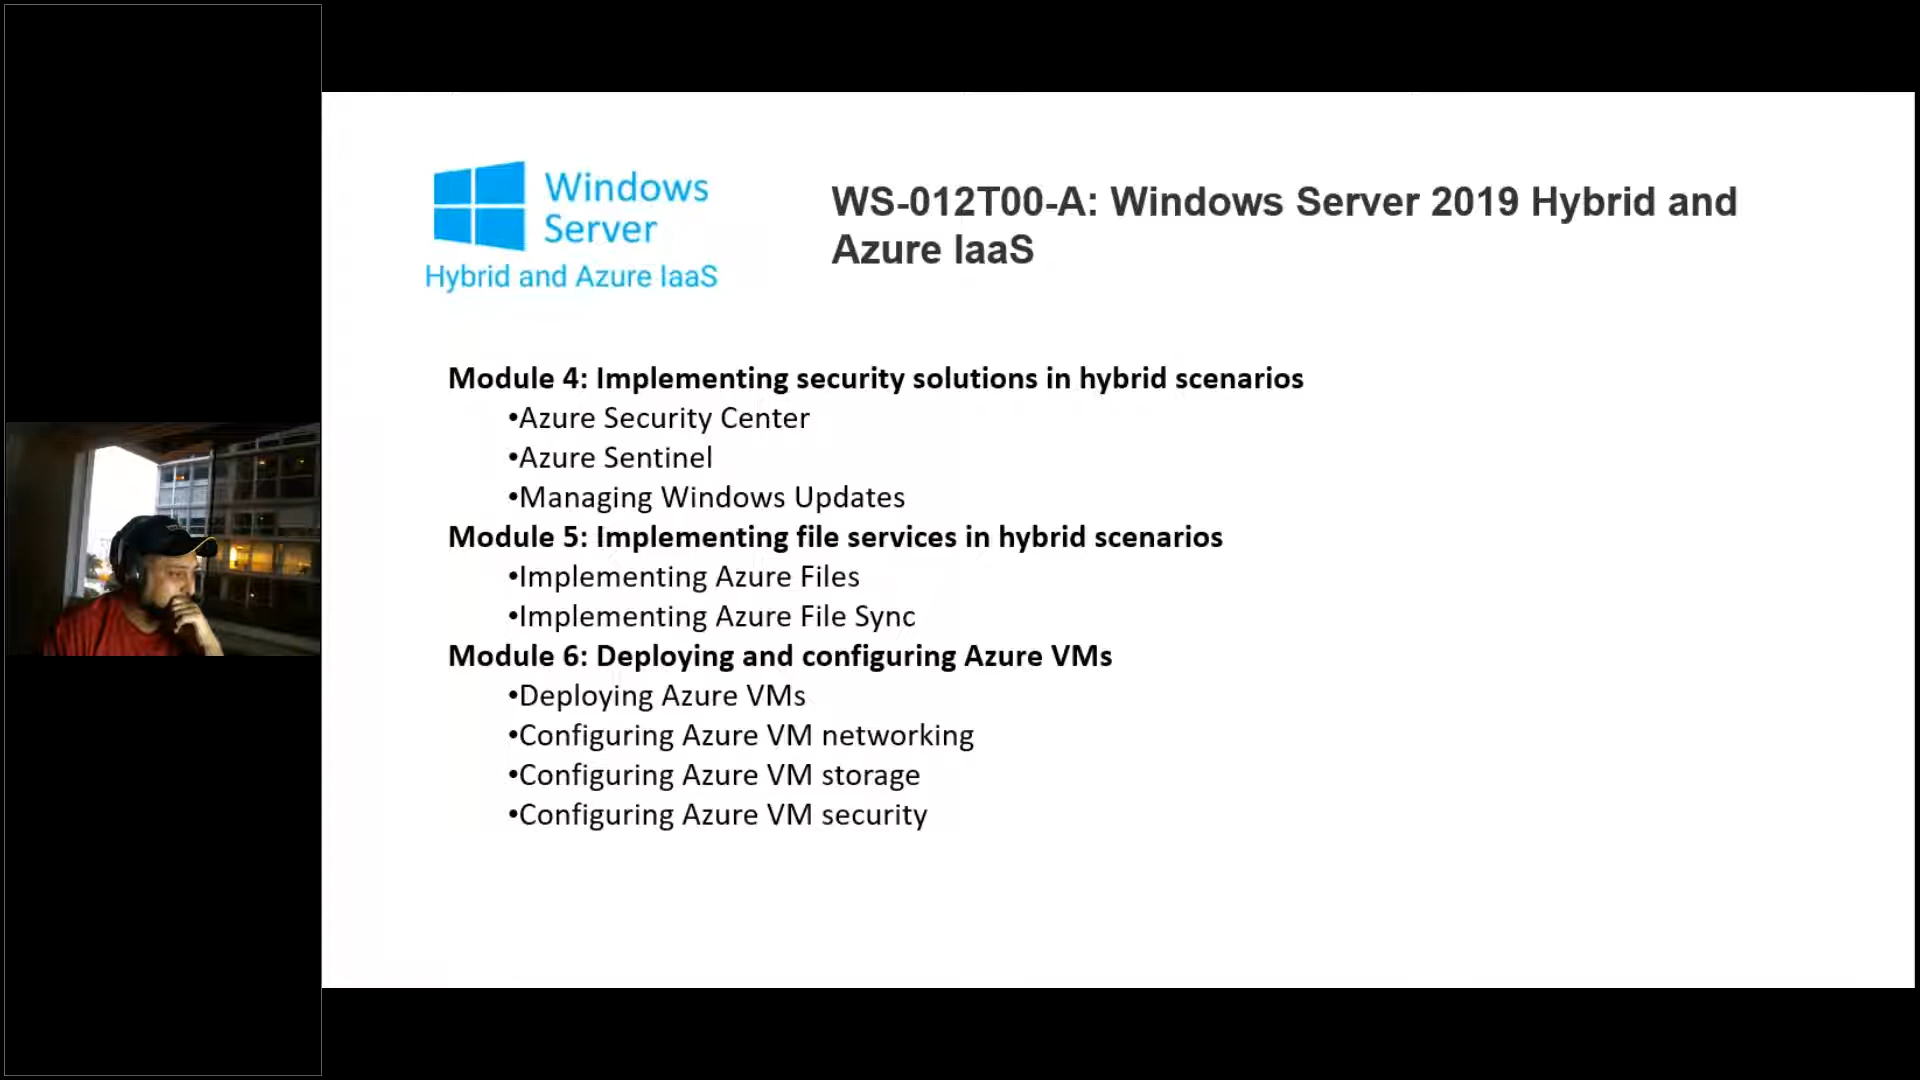 Windows
Server
Hybrid and Azure IaaS
WS-012T00-A: Windows Server 2019 Hybrid and
Azure IaaS
Module 4: Implementing security solutions in hybrid scenarios
•Azure Security Center
•Azure Sentinel
•Managing Windows Updates
Module 5: Implementing file services in hybrid scenarios
•Implementing Azure Files
•Implementing Azure File Sync
Module 6: Deploying and configuring Azure VMs
•Deploying Azure VMs
•Configuring Azure VM networking
•Configuring Azure VM storage
•Configuring Azure VM security